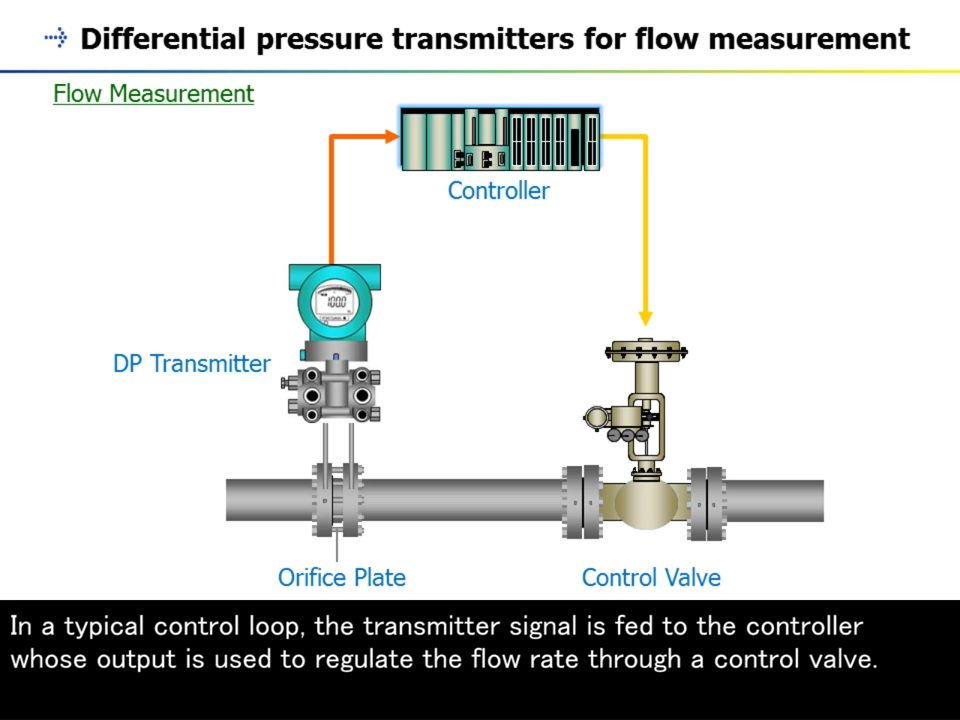 Differential pressure transmitters for flow measurement
Flow Measurement
Controller
1000
DP Transmitter
Orifice Plate
Control Valve
In a typical control loop, the transmitter signal is fed to the controller
whose output is used to regulate the flow rate through a control valve.